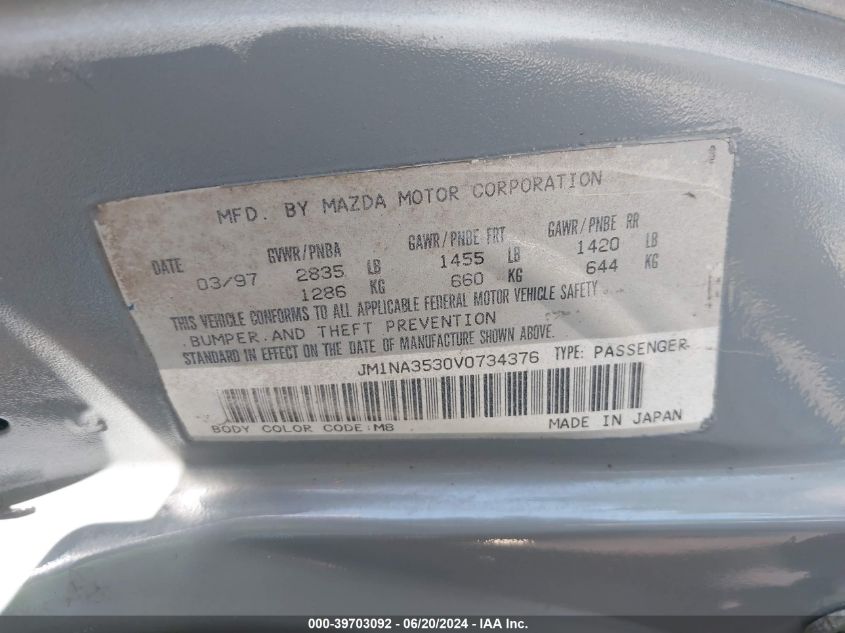 MFD. BY MAZDA MOTOR CORPORATION
DATE GVWR/PNBA GAWR/PNBE FRT GAWR/PNBE RR
03/97 2835 LB 1455 LB 1420 LB
1286 KG 660 KG 644 KG
THIS VEHICLE CONFORMS TO ALL APPLICABLE FEDERAL MOTOR VEHICLE SAFETY
BUMPER AND THEFT PREVENTION
STANDARD IN EFFECT ON THE DATE OF MANUFACTURE SHOWN ABOVE.
JM1NA3530V0734376 TYPE: PASSENGER
BODY COLOR CODE:M8 MADE IN JAPAN
000-39703092 - 06/20/2024 - IAA Inc.